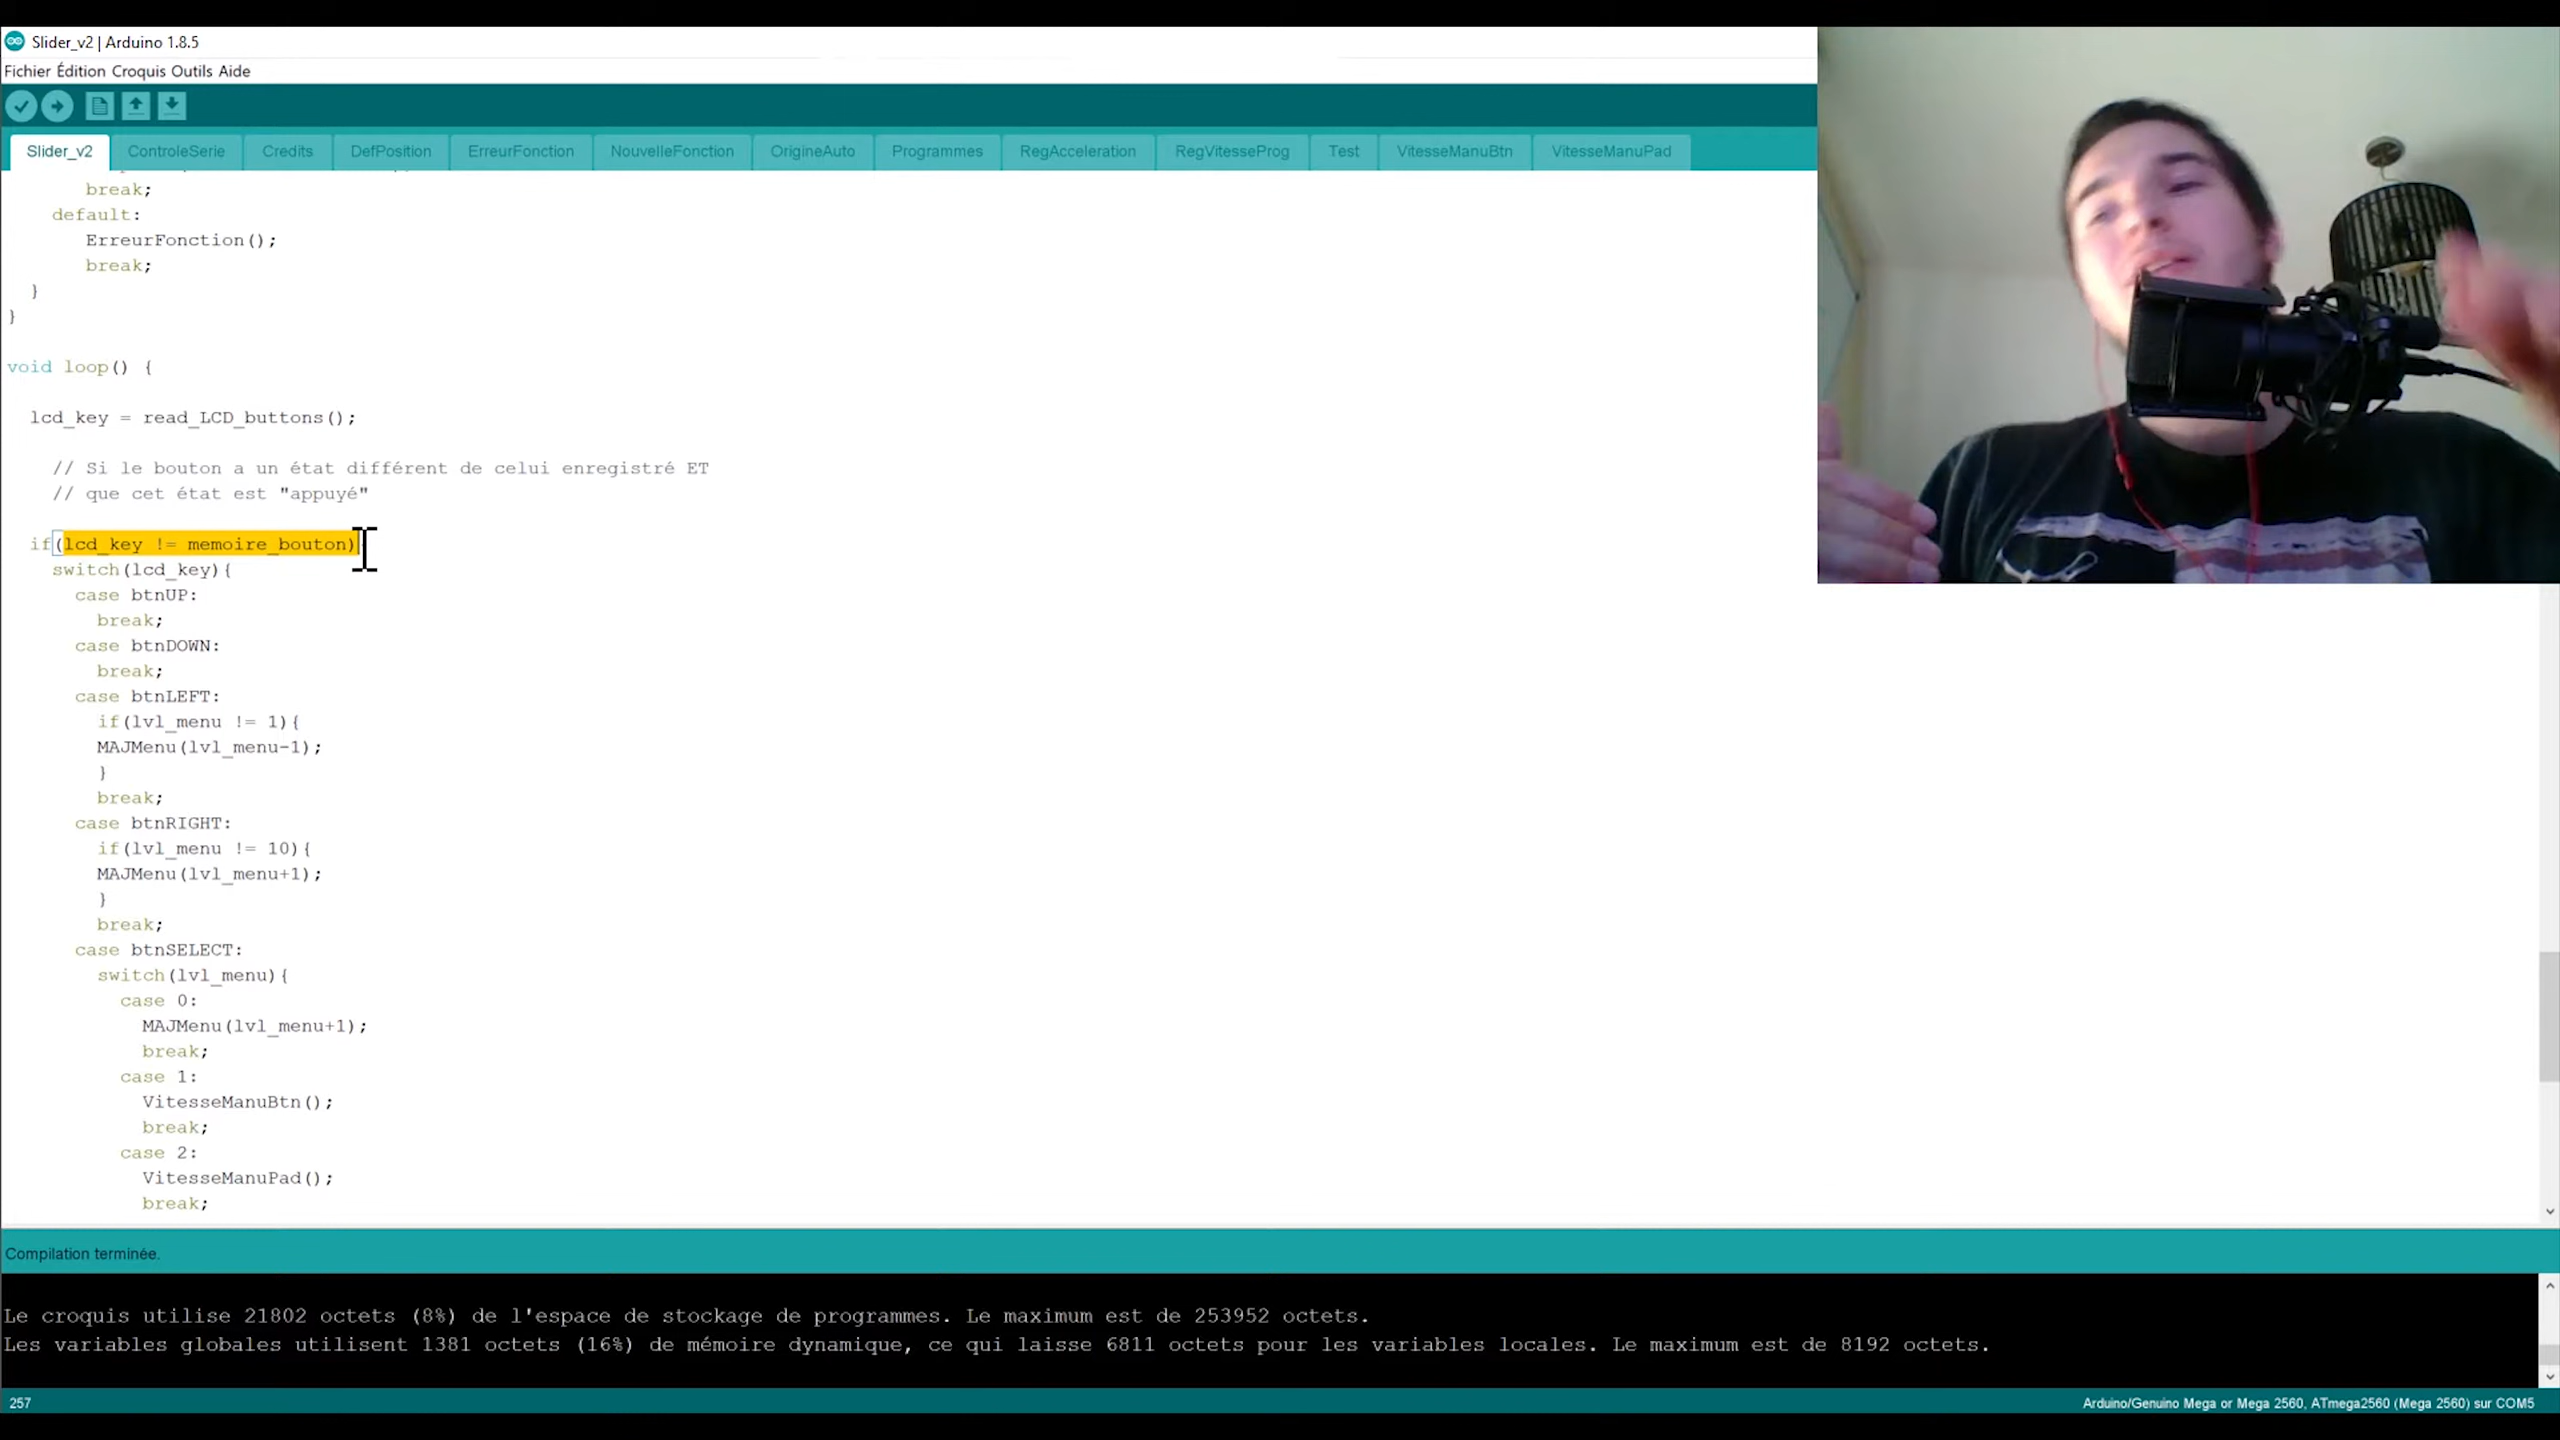 Slider_v2 | Arduino 1.8.5
Fichier Édition Croquis Outils Aide
Slider_v2 ControleSerie Credits DefPosition ErreurFonction NouvelleFonction OrigineAuto Programmes RegAcceleration RegVitesseProg Test VitesseManuBtn VitesseManuPad
break;
default:
ErreurFonction();
break;
}
}
void loop() {
lcd_key = read_LCD_buttons();
// Si le bouton a un état différent de celui enregistré ET
// que cet état est "appuyé"
if(lcd_key != memoire_bouton)
switch(lcd_key){
case btnUP:
break;
case btnDOWN:
break;
case btnLEFT:
if(lvl_menu != 1){
MAJMenu(lvl_menu-1);
}
break;
case btnRIGHT:
if(lvl_menu != 10){
MAJMenu(lvl_menu+1);
}
break;
case btnSELECT:
switch(lvl_menu){
case 0:
MAJMenu(lvl_menu+1);
break;
case 1:
VitesseManuBtn();
break;
case 2:
VitesseManuPad();
break;
Compilation terminée.
Le croquis utilise 21802 octets (8%) de l'espace de stockage de programmes. Le maximum est de 253952 octets.
Les variables globales utilisent 1381 octets (16%) de mémoire dynamique, ce qui laisse 6811 octets pour les variables locales. Le maximum est de 8192 octets.
257
Arduino/Genuino Mega or Mega 2560, ATmega2560 (Mega 2560) sur COM5